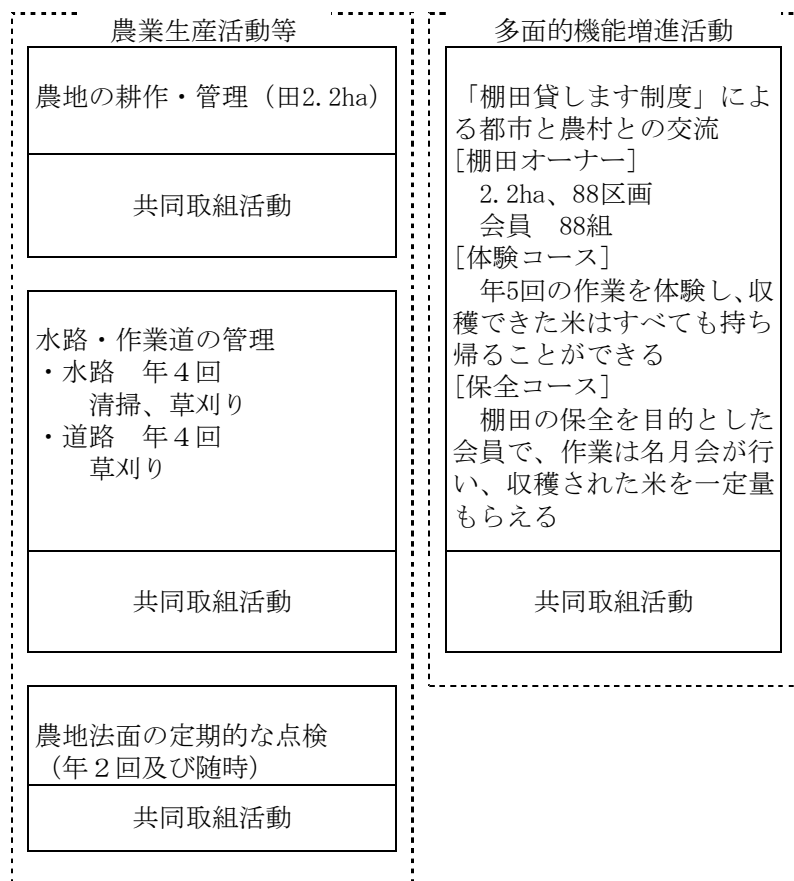 農業生産活動等
農地の耕作・管理（田2.2ha）
共同取組活動
水路・作業道の管理
・水路　年４回
清掃、草刈り
・道路　年４回
草刈り
共同取組活動
農地法面の定期的な点検
（年２回及び随時）
共同取組活動
多面的機能増進活動
「棚田貸します制度」によ
る都市と農村との交流
[棚田オーナー]
2.2ha、88区画
会員　88組
[体験コース]
年5回の作業を体験し、収
穫できた米はすべても持ち
帰ることができる
[保全コース]
棚田の保全を目的とした
会員で、作業は名月会が行
い、収穫された米を一定量
もらえる
共同取組活動